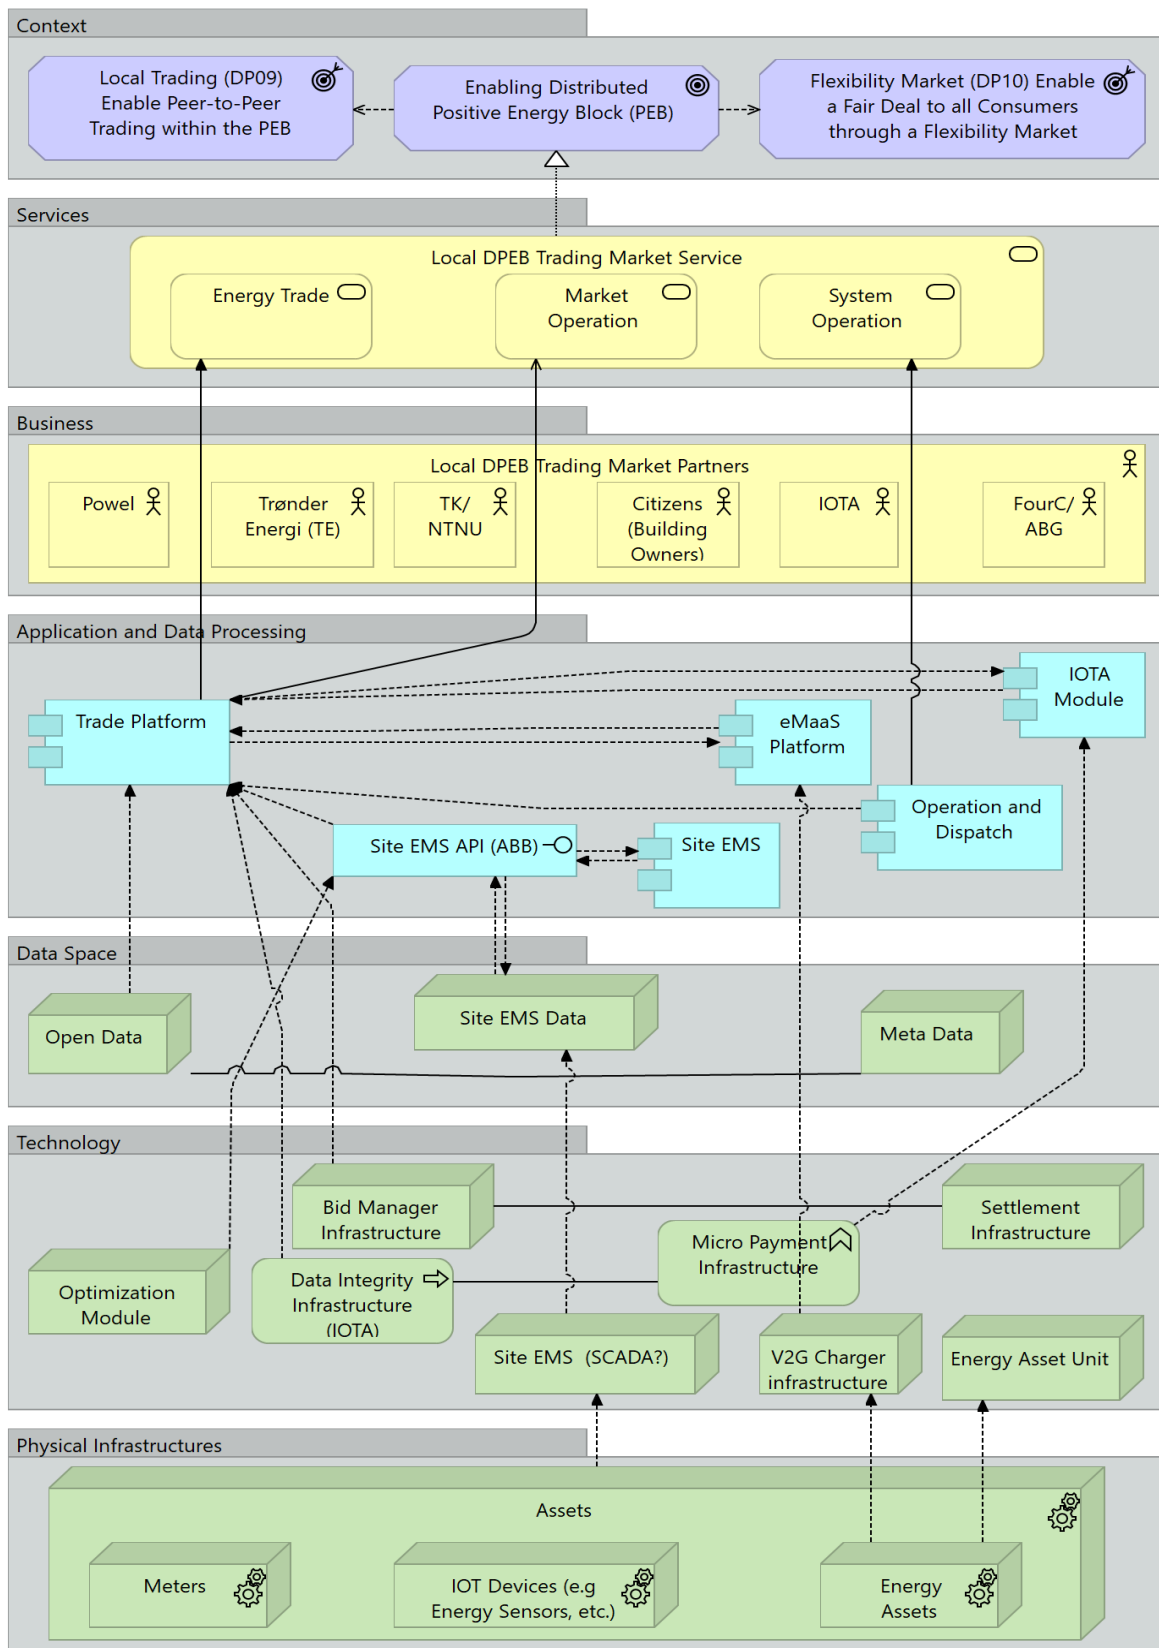 Context
Local Trading (DP09)
Enable Peer-to-Peer
Trading within the PEB
Enabling Distributed
Positive Energy Block (PEB)
Flexibility Market (DP10) Enable
a Fair Deal to all Consumers
through a Flexibility Market
Services
Local DPEB Trading Market Service
Energy Trade
Market
Operation
System
Operation
Business
Local DPEB Trading Market Partners
Powel
Trønder
Energi (TE)
TK/
NTNU
Citizens
(Building
Owners)
IOTA
FourC/
ABG
Application and Data Processing
IOTA
Module
Trade Platform
eMaaS
Platform
Operation and
Dispatch
Site EMS API (ABB)
Site EMS
Data Space
Open Data
Site EMS Data
Meta Data
Technology
Bid Manager
Infrastructure
Settlement
Infrastructure
Micro Payment
Infrastructure
Optimization
Module
Data Integrity
Infrastructure
(IOTA)
Site EMS  (SCADA?)
V2G Charger
infrastructure
Energy Asset Unit
Physical Infrastructures
Assets
Meters
IOT Devices (e.g
Energy Sensors, etc.)
Energy
Assets